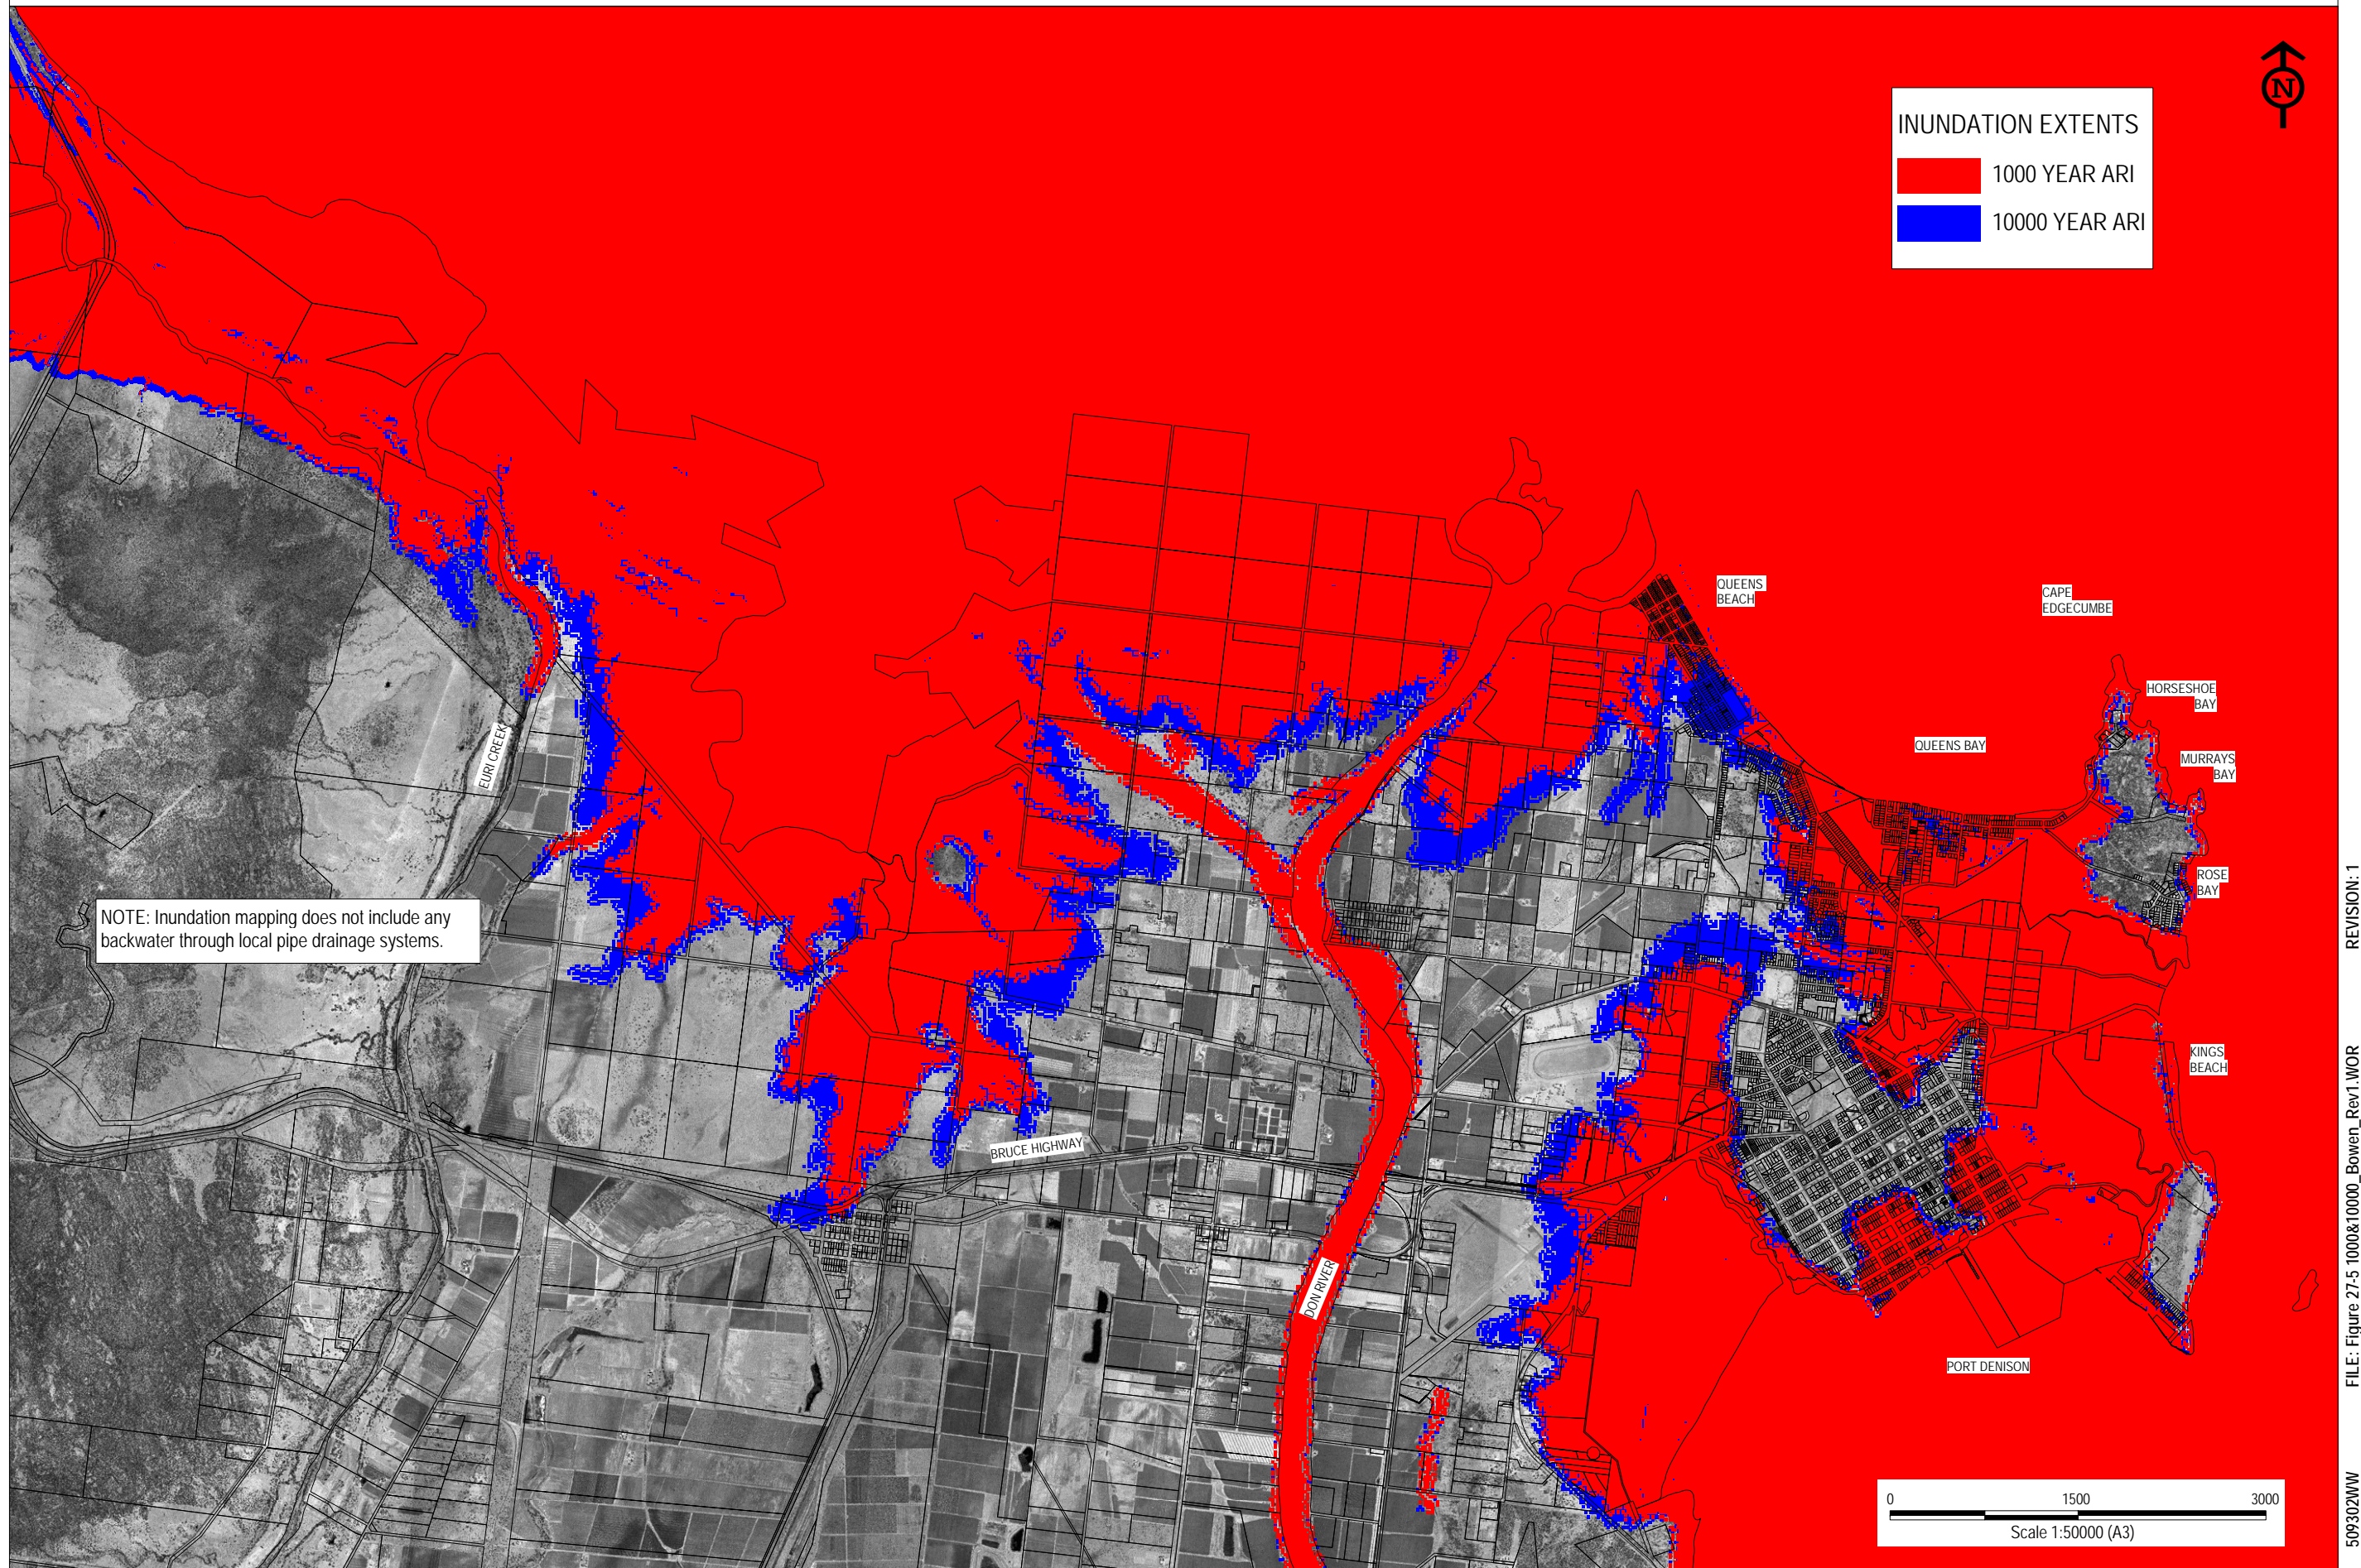 N
INUNDATION EXTENTS
1000 YEAR ARI
10000 YEAR ARI
QUEENS
BEACH
CAPE
EDGECUMBE
HORSESHOE
BAY
QUEENS BAY
MURRAYS
BAY
EURI CREEK
ROSE
BAY
NOTE: Inundation mapping does not include any
backwater through local pipe drainage systems.
KINGS
BEACH
BRUCE HIGHWAY
DON RIVER
PORT DENISON
0 1500 3000
Scale 1:50000 (A3)
509302WW FILE: Figure 27-5 1000&10000_Bowen_Rev1.WOR REVISION: 1